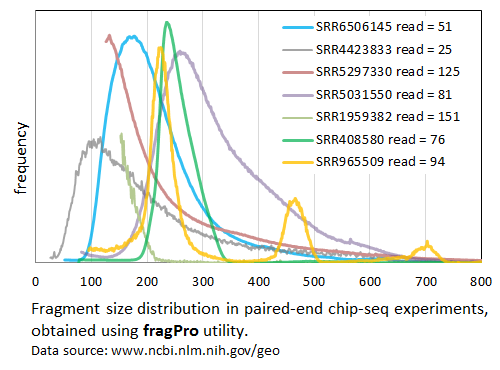 SRR6506145 read = 51
SRR4423833 read = 25
SRR5297330 read = 125
SRR5031550 read = 81
SRR1959382 read = 151
SRR408580 read = 76
SRR965509 read = 94
frequency
0 100 200 300 400 500 600 700 800
Fragment size distribution in paired-end chip-seq experiments,
obtained using fragPro utility.
Data source: www.ncbi.nlm.nih.gov/geo